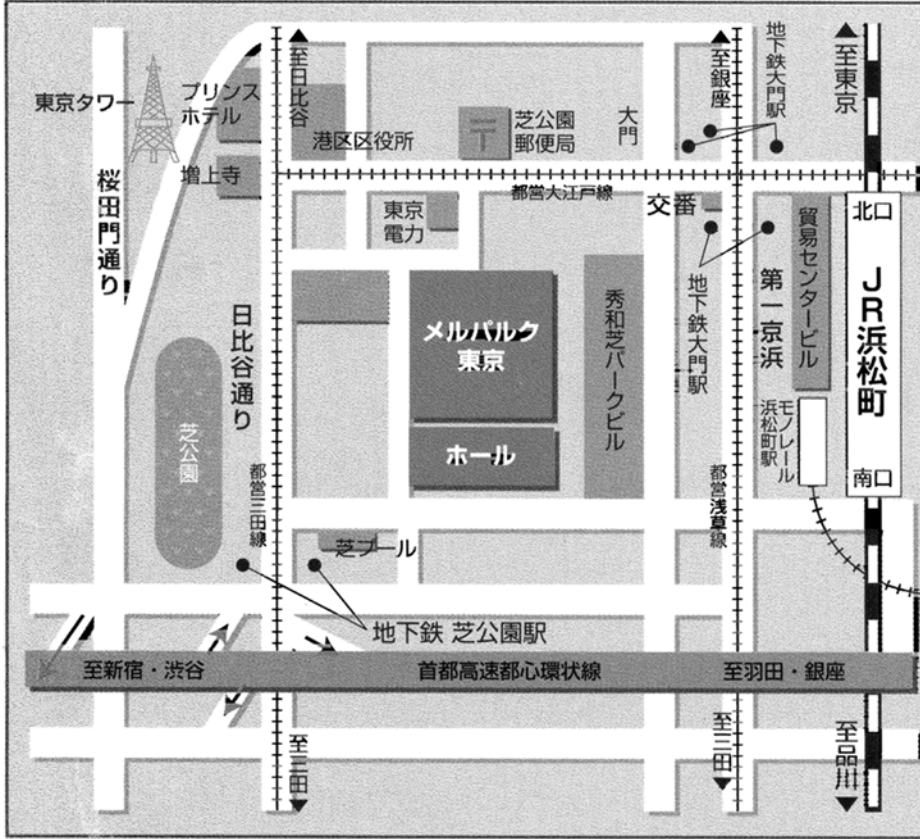 至日比谷
至銀座
地下鉄大門駅
至東京
東京タワー
プリンス
ホテル
港区区役所
芝公園
郵便局
大門
増上寺
都営大江戸線
桜田門通り
東京
電力
交番
北口
貿易センタービル
JR浜松町
日比谷通り
メルパルク
東京
秀和芝パークビル
地下鉄大門駅
第一京浜
芝公園
ホール
モノレール
浜松町駅
南口
都営三田線
都営浅草線
芝プール
地下鉄 芝公園駅
至新宿・渋谷
首都高速都心環状線
至羽田・銀座
至三田
至三田
至品川